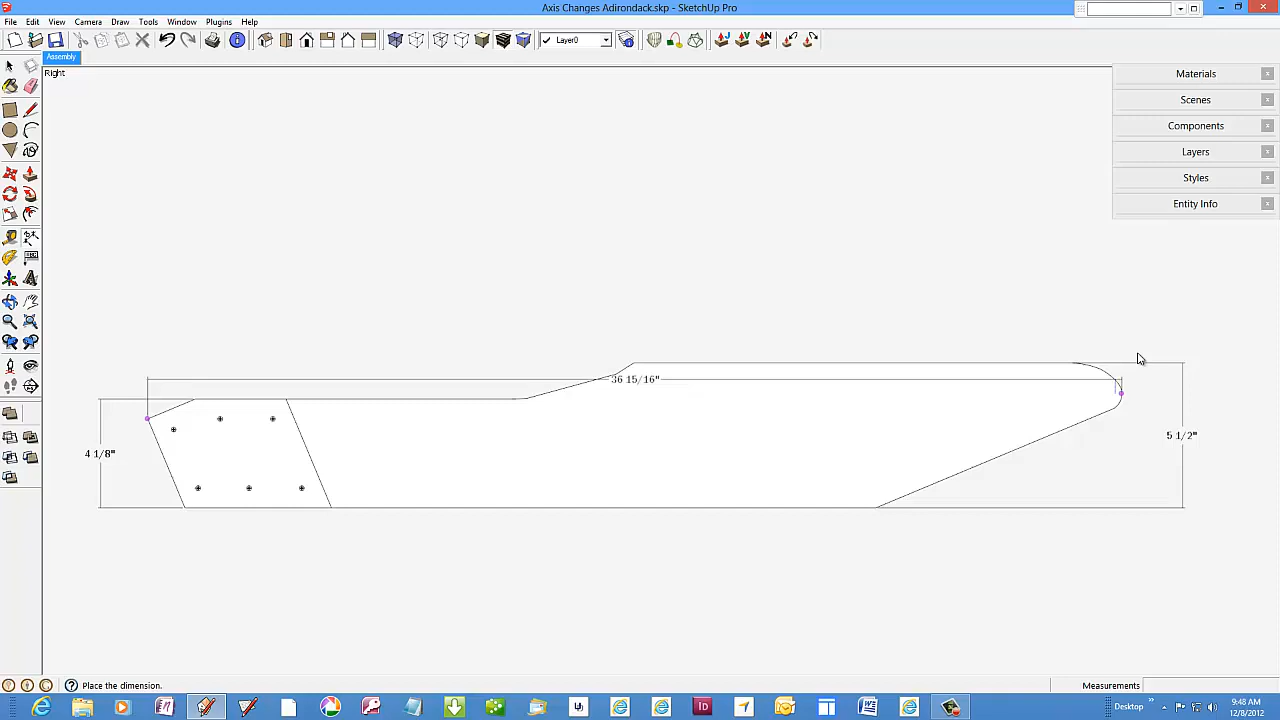 Axis Changes Adirondack.skp - SketchUp Pro
File Edit View Camera Draw Tools Window Plugins Help
Layer0
Assembly
Right
Materials
Scenes
Components
Layers
Styles
Entity Info
36 15/16"
4 1/8"
5 1/2"
Place the dimension.
Measurements
Desktop
9:48 AM
12/8/2012